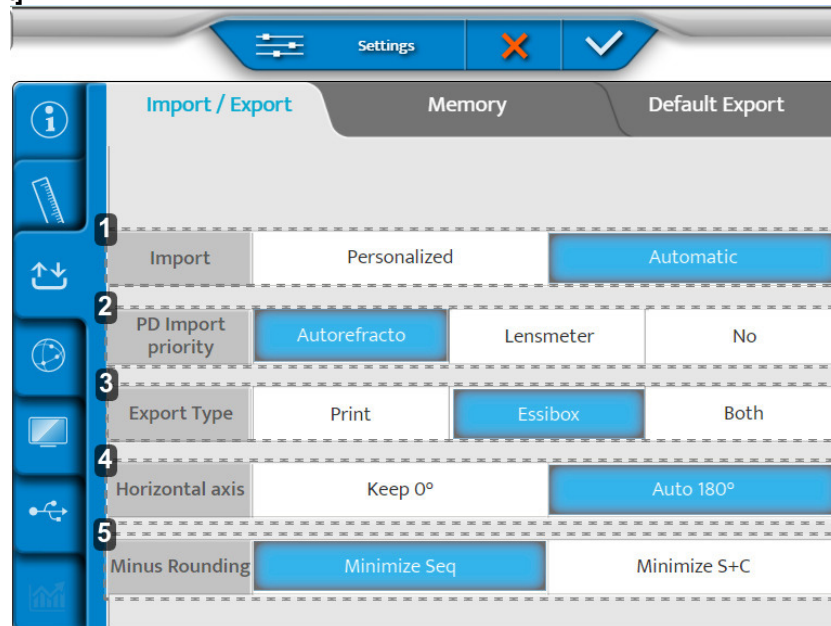 Settings
Import / Export Memory Default Export
1
Import Personalized Automatic
2
PD Import
priority Autorefracto Lensmeter No
3
Export Type Print Essibox Both
4
Horizontal axis Keep 0° Auto 180°
5
Minus Rounding Minimize Seq Minimize S+C